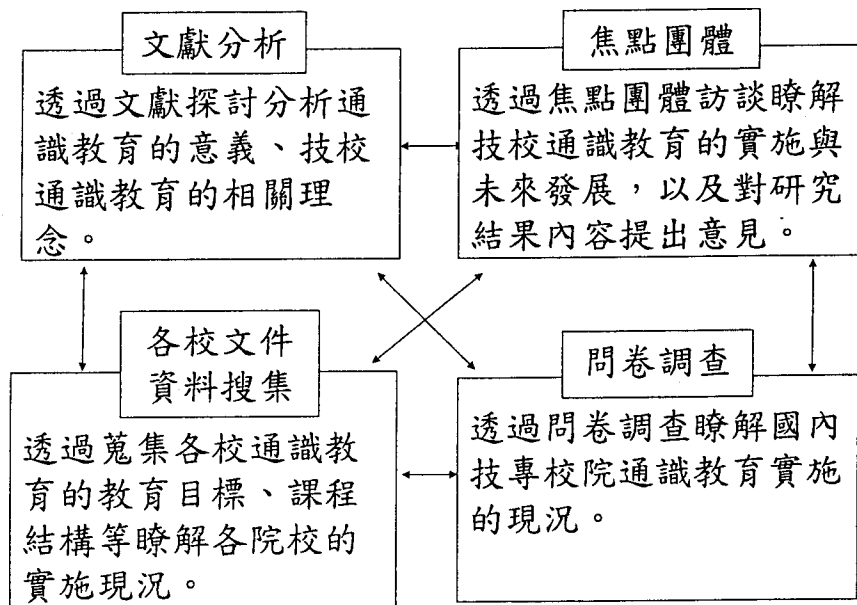 文獻分析
透過文獻探討分析通
識教育的意義、技校
通識教育的相關理
念。
焦點團體
透過焦點團體訪談瞭解
技校通識教育的實施與
未來發展，以及對研究
結果內容提出意見。
各校文件
資料搜集
透過蒐集各校通識教
育的教育目標、課程
結構等瞭解各院校的
實施現況。
問卷調查
透過問卷調查瞭解國內
技專校院通識教育實施
的現況。